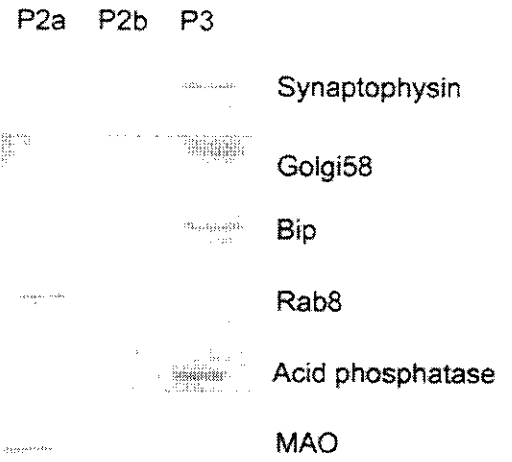 P2a P2b P3
Synaptophysin
Golgi58
Bip
Rab8
Acid phosphatase
MAO